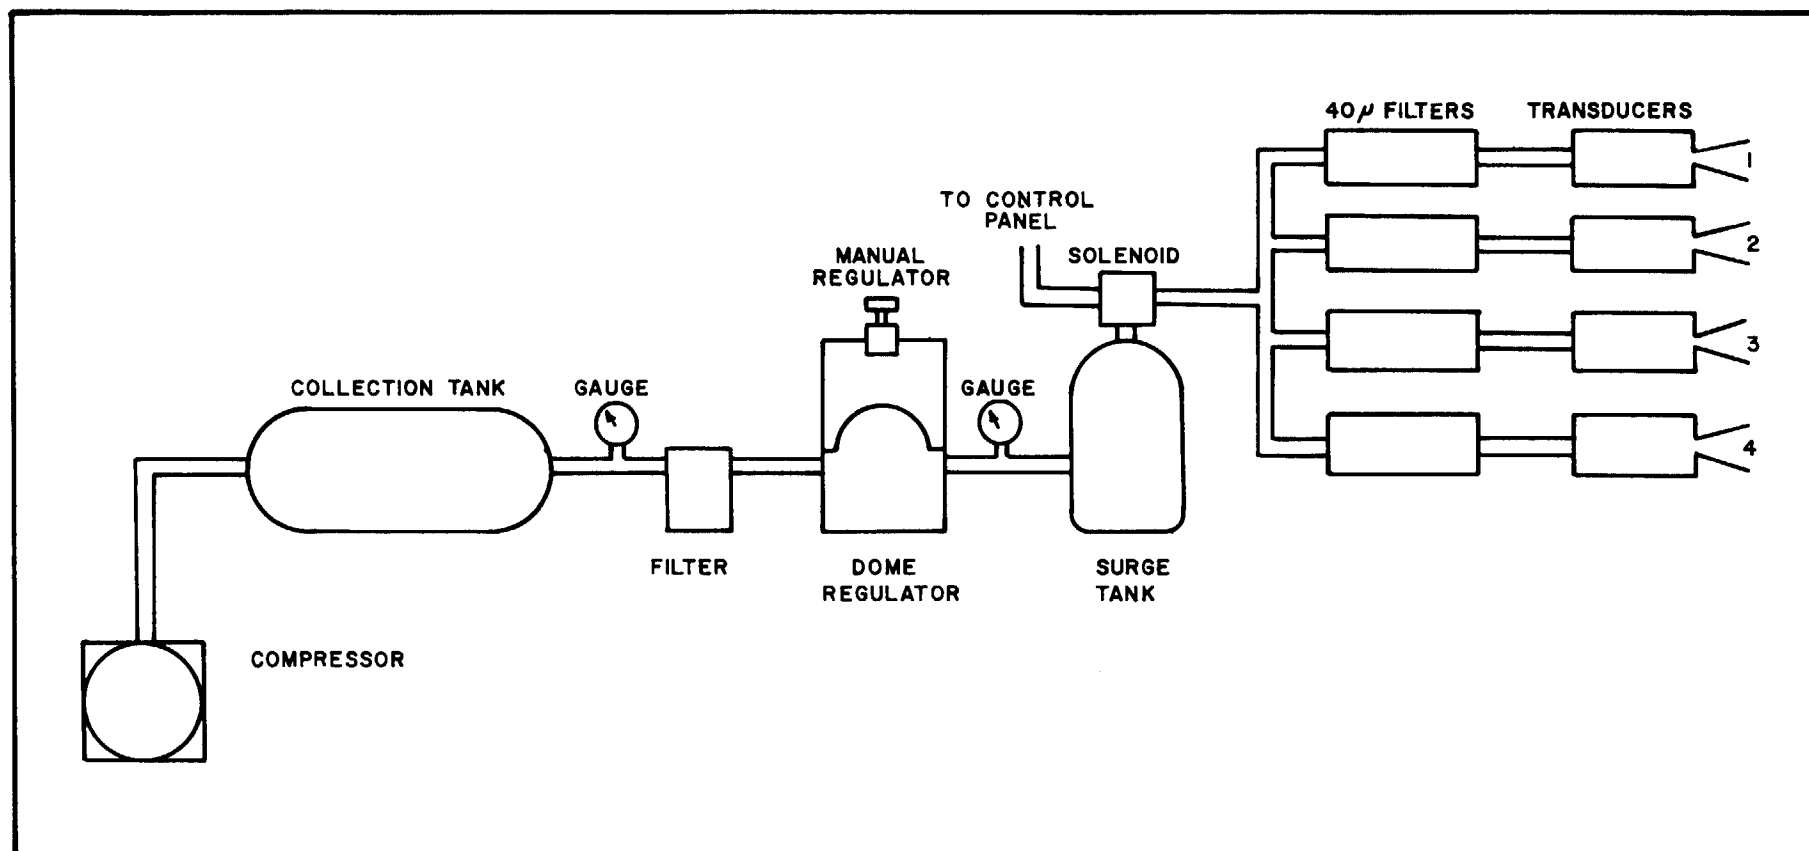 40μ FILTERS
TRANSDUCERS
1
TO CONTROL
PANEL
2
MANUAL
REGULATOR
SOLENOID
3
COLLECTION TANK
GAUGE
GAUGE
4
FILTER
DOME
REGULATOR
SURGE
TANK
COMPRESSOR